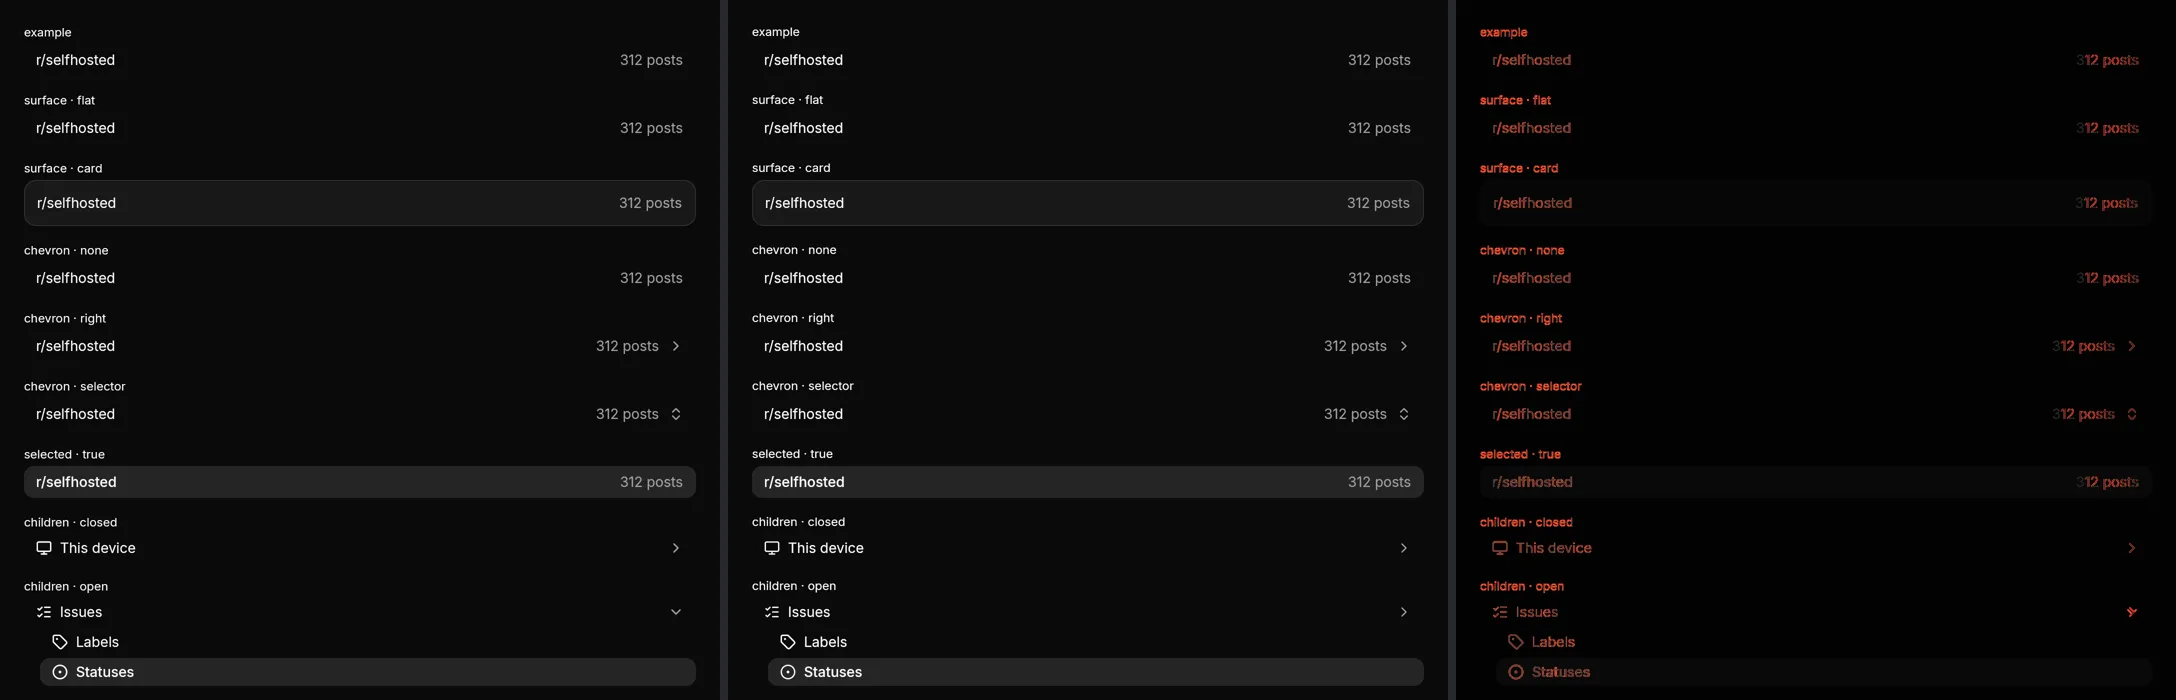 example
r/selfhosted 312 posts
surface · flat
r/selfhosted 312 posts
surface · card
r/selfhosted 312 posts
chevron · none
r/selfhosted 312 posts
chevron · right
r/selfhosted 312 posts
chevron · selector
r/selfhosted 312 posts
selected · true
r/selfhosted 312 posts
children · closed
This device
children · open
Issues
Labels
Statuses
example
r/selfhosted 312 posts
surface · flat
r/selfhosted 312 posts
surface · card
r/selfhosted 312 posts
chevron · none
r/selfhosted 312 posts
chevron · right
r/selfhosted 312 posts
chevron · selector
r/selfhosted 312 posts
selected · true
r/selfhosted 312 posts
children · closed
This device
children · open
Issues
Labels
Statuses
example
r/selfhosted 312 posts
surface · flat
r/selfhosted 312 posts
surface · card
r/selfhosted 312 posts
chevron · none
r/selfhosted 312 posts
chevron · right
r/selfhosted 312 posts
chevron · selector
r/selfhosted 312 posts
selected · true
r/selfhosted 312 posts
children · closed
This device
children · open
Issues
Labels
Statuses